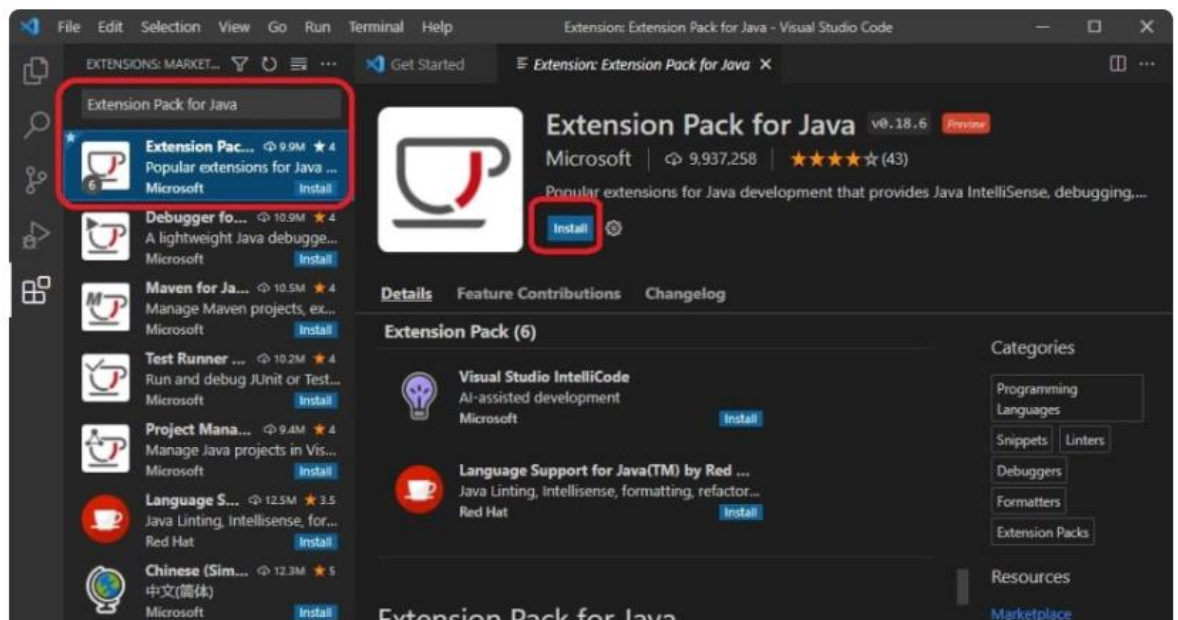 File Edit Selection View Go Run Terminal Help
Extension: Extension Pack for Java - Visual Studio Code
EXTENSIONS: MARKET...
Get Started
Extension: Extension Pack for Java
Extension Pack for Java
Extension Pac... 9.9M ★ 4
Popular extensions for Java ...
Microsoft Install
6
Debugger fo... 10.9M ★ 4
A lightweight Java debugge...
Microsoft Install
Maven for Ja... 10.5M ★ 4
Manage Maven projects, ex...
Microsoft Install
Test Runner ... 10.2M ★ 4
Run and debug JUnit or Test...
Microsoft Install
Project Mana... 9.4M ★ 4
Manage Java projects in Vis...
Microsoft Install
Language S... 12.5M ★ 3.5
Java Linting, Intellisense, for...
Red Hat Install
Chinese (Sim... 12.3M ★ 5
中文(简体)
Microsoft Install
Extension Pack for Java v0.18.6 Preview
Microsoft 9,937,258 ★★★★☆(43)
Popular extensions for Java development that provides Java IntelliSense, debugging,...
Install
Details Feature Contributions Changelog
Extension Pack (6)
Visual Studio IntelliCode
AI-assisted development
Microsoft Install
Language Support for Java(TM) by Red ...
Java Linting, Intellisense, formatting, refactor...
Red Hat Install
Extension Pack for Java
Categories
Programming
Languages
Snippets Linters
Debuggers
Formatters
Extension Packs
Resources
Marketplace